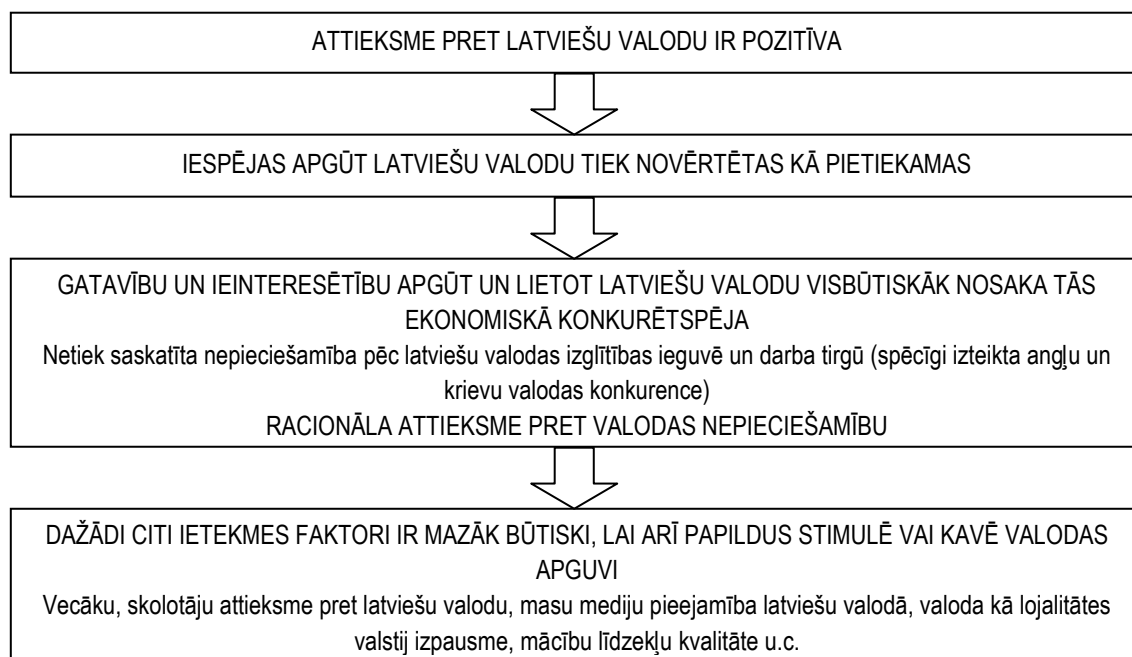 ATTIEKSME PRET LATVIEŠU VALODU IR POZITĪVA
IESPĒJAS APGŪT LATVIEŠU VALODU TIEK NOVĒRTĒTAS KĀ PIETIEKAMAS
GATAVĪBU UN IEINTERESĒTĪBU APGŪT UN LIETOT LATVIEŠU VALODU VISBŪTISKĀK NOSAKA TĀS
EKONOMISKĀ KONKURĒTSPĒJA
Netiek saskatīta nepieciešamība pēc latviešu valodas izglītības ieguvē un darba tirgū (spēcīgi izteikta angļu un
krievu valodas konkurence)
RACIONĀLA ATTIEKSME PRET VALODAS NEPIECIEŠAMĪBU
DAŽĀDI CITI IETEKMES FAKTORI IR MAZĀK BŪTISKI, LAI ARĪ PAPILDUS STIMULĒ VAI KAVĒ VALODAS
APGUVI
Vecāku, skolotāju attieksme pret latviešu valodu, masu mediju pieejamība latviešu valodā, valoda kā lojalitātes
valstij izpausme, mācību līdzekļu kvalitāte u.c.